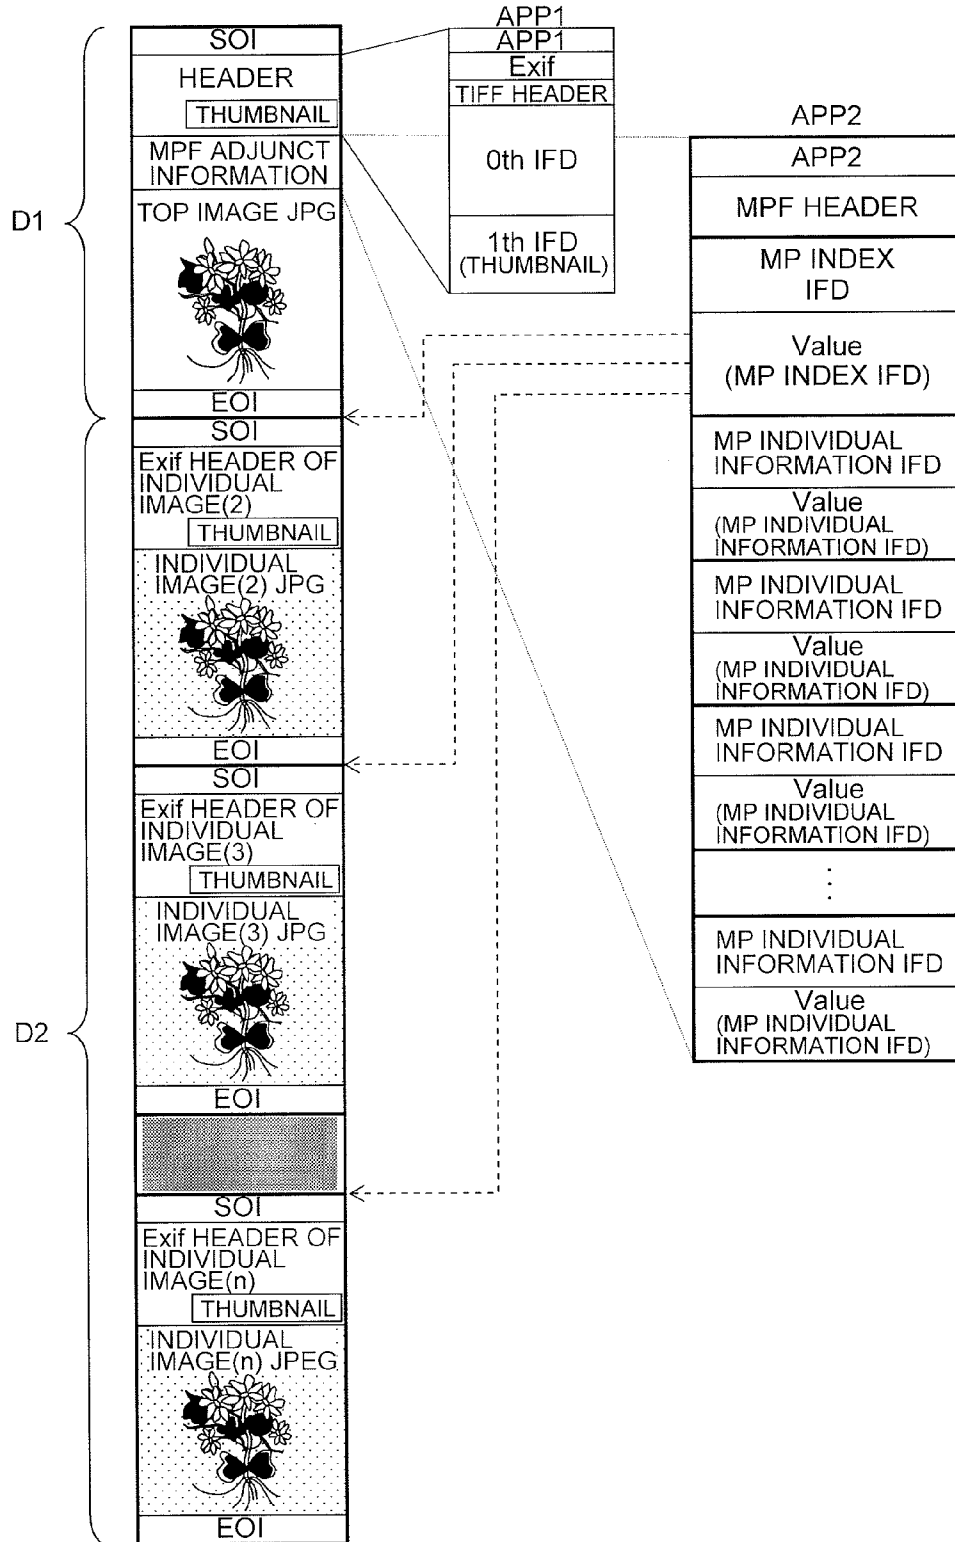 D1
SOI
HEADER
THUMBNAIL
MPF ADJUNCT
INFORMATION
TOP IMAGE JPG
EOI
D2
SOI
Exif HEADER OF
INDIVIDUAL
IMAGE(2)
THUMBNAIL
INDIVIDUAL
IMAGE(2) JPG
EOI
SOI
Exif HEADER OF
INDIVIDUAL
IMAGE(3)
THUMBNAIL
INDIVIDUAL
IMAGE(3) JPG
EOI
SOI
Exif HEADER OF
INDIVIDUAL
IMAGE(n)
THUMBNAIL
INDIVIDUAL
IMAGE(n) JPEG
EOI
APP1
APP1
Exif
TIFF HEADER
0th IFD
1th IFD
(THUMBNAIL)
APP2
APP2
MPF HEADER
MP INDEX
IFD
Value
(MP INDEX IFD)
MP INDIVIDUAL
INFORMATION IFD
Value
(MP INDIVIDUAL
INFORMATION IFD)
MP INDIVIDUAL
INFORMATION IFD
Value
(MP INDIVIDUAL
INFORMATION IFD)
MP INDIVIDUAL
INFORMATION IFD
Value
(MP INDIVIDUAL
INFORMATION IFD)
⋮
MP INDIVIDUAL
INFORMATION IFD
Value
(MP INDIVIDUAL
INFORMATION IFD)